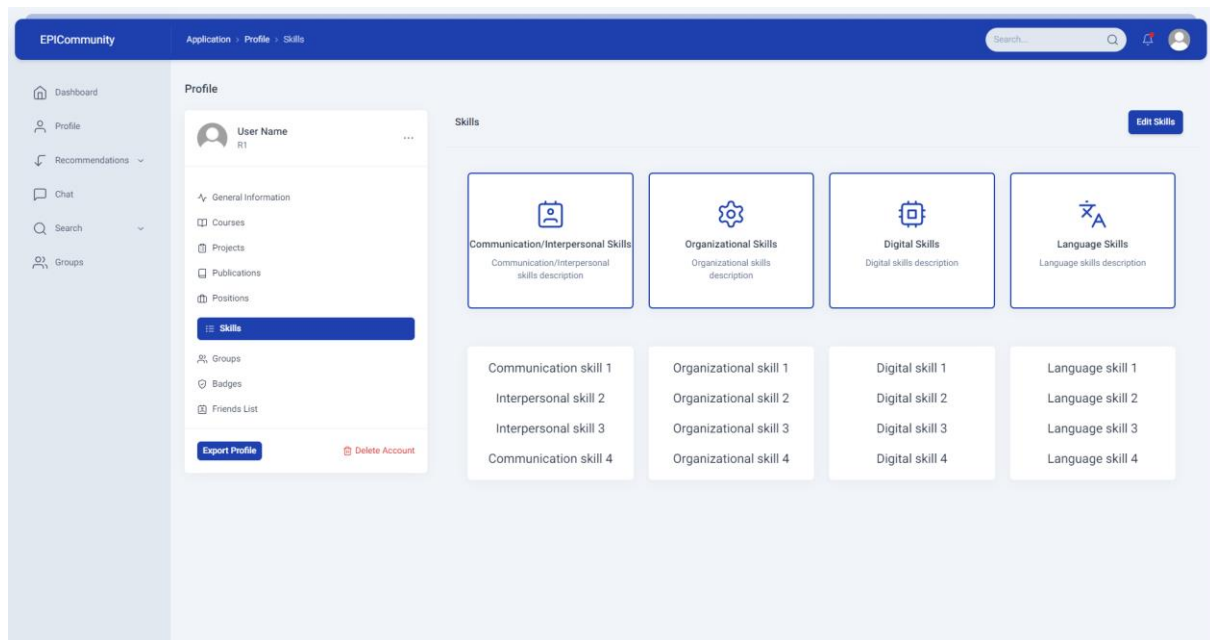 EPICommunity
Application > Profile > Skills
Search...
Dashboard
Profile
Recommendations
Chat
Search
Groups
Profile
User Name
R1
...
General Information
Courses
Projects
Publications
Positions
Skills
Groups
Badges
Friends List
Export Profile
Delete Account
Skills
Edit Skills
Communication/Interpersonal Skills
Communication/Interpersonal
skills description
Organizational Skills
Organizational skills
description
Digital Skills
Digital skills description
Language Skills
Language skills description
Communication skill 1
Interpersonal skill 2
Interpersonal skill 3
Communication skill 4
Organizational skill 1
Organizational skill 2
Organizational skill 3
Organizational skill 4
Digital skill 1
Digital skill 2
Digital skill 3
Digital skill 4
Language skill 1
Language skill 2
Language skill 3
Language skill 4